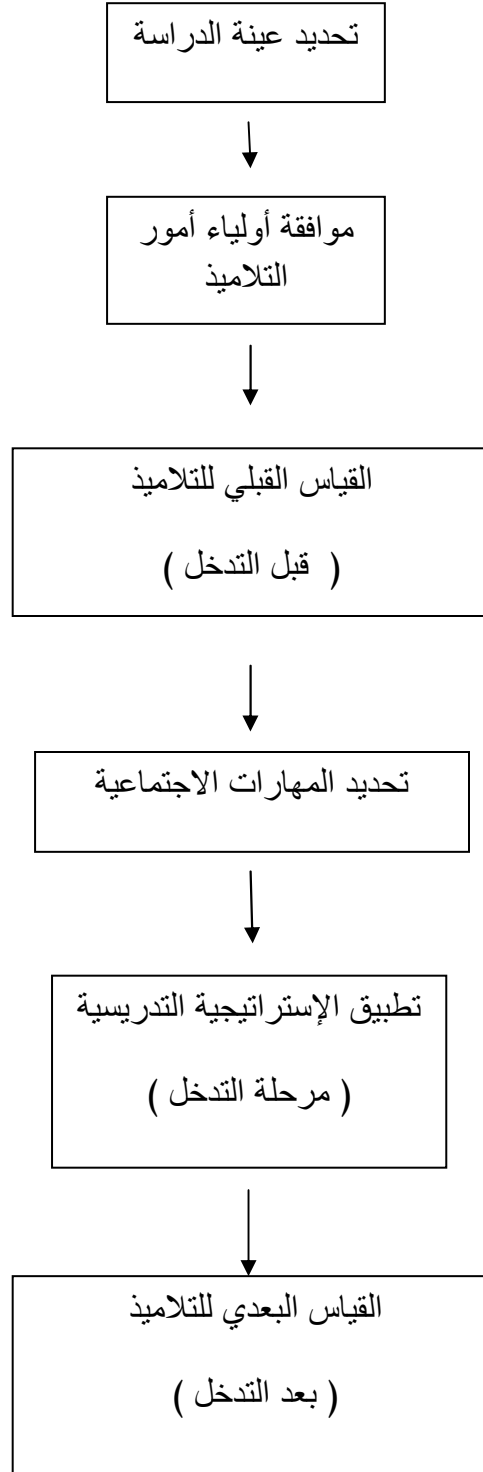 تحديد عينة الدراسة
موافقة أولياء أمور
التلاميذ
القياس القبلي للتلاميذ
( قبل التدخل )
تحديد المهارات الاجتماعية
تطبيق الإستراتيجية التدريسية
( مرحلة التدخل )
القياس البعدي للتلاميذ
( بعد التدخل )